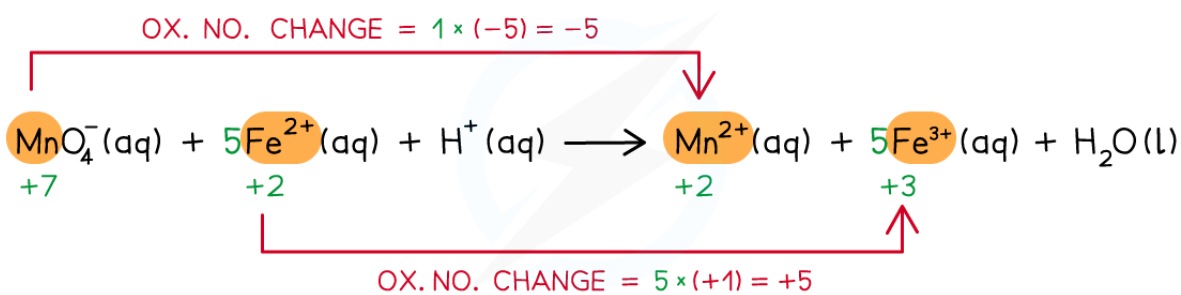 OX. NO. CHANGE = 1 × (−5) = −5
MnO₄⁻ (aq) + 5Fe²⁺ (aq) + H⁺ (aq) ⟶ Mn²⁺ (aq) + 5Fe³⁺ (aq) + H₂O (l)
+7 +2 +2 +3
OX. NO. CHANGE = 5 × (+1) = +5